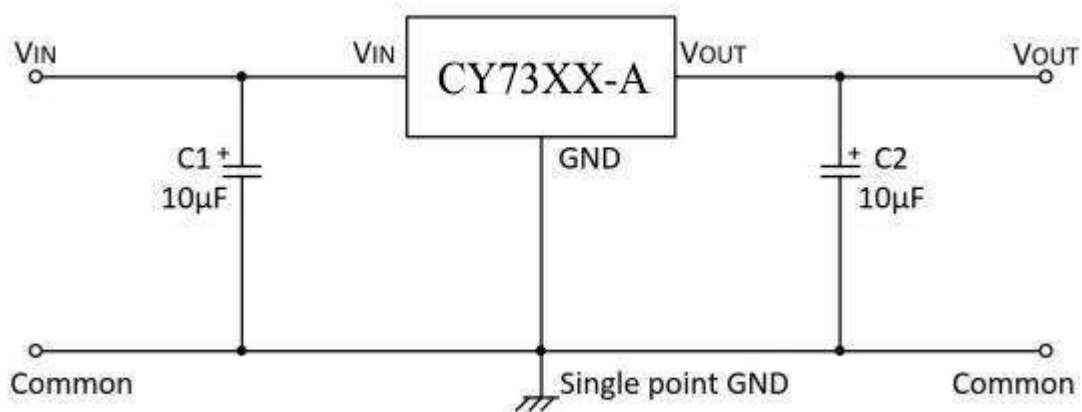 VIN
VIN
CY73XX-A
VOUT
VOUT
C1 +
10µF
GND
+ C2
10µF
Common
Single point GND
Common